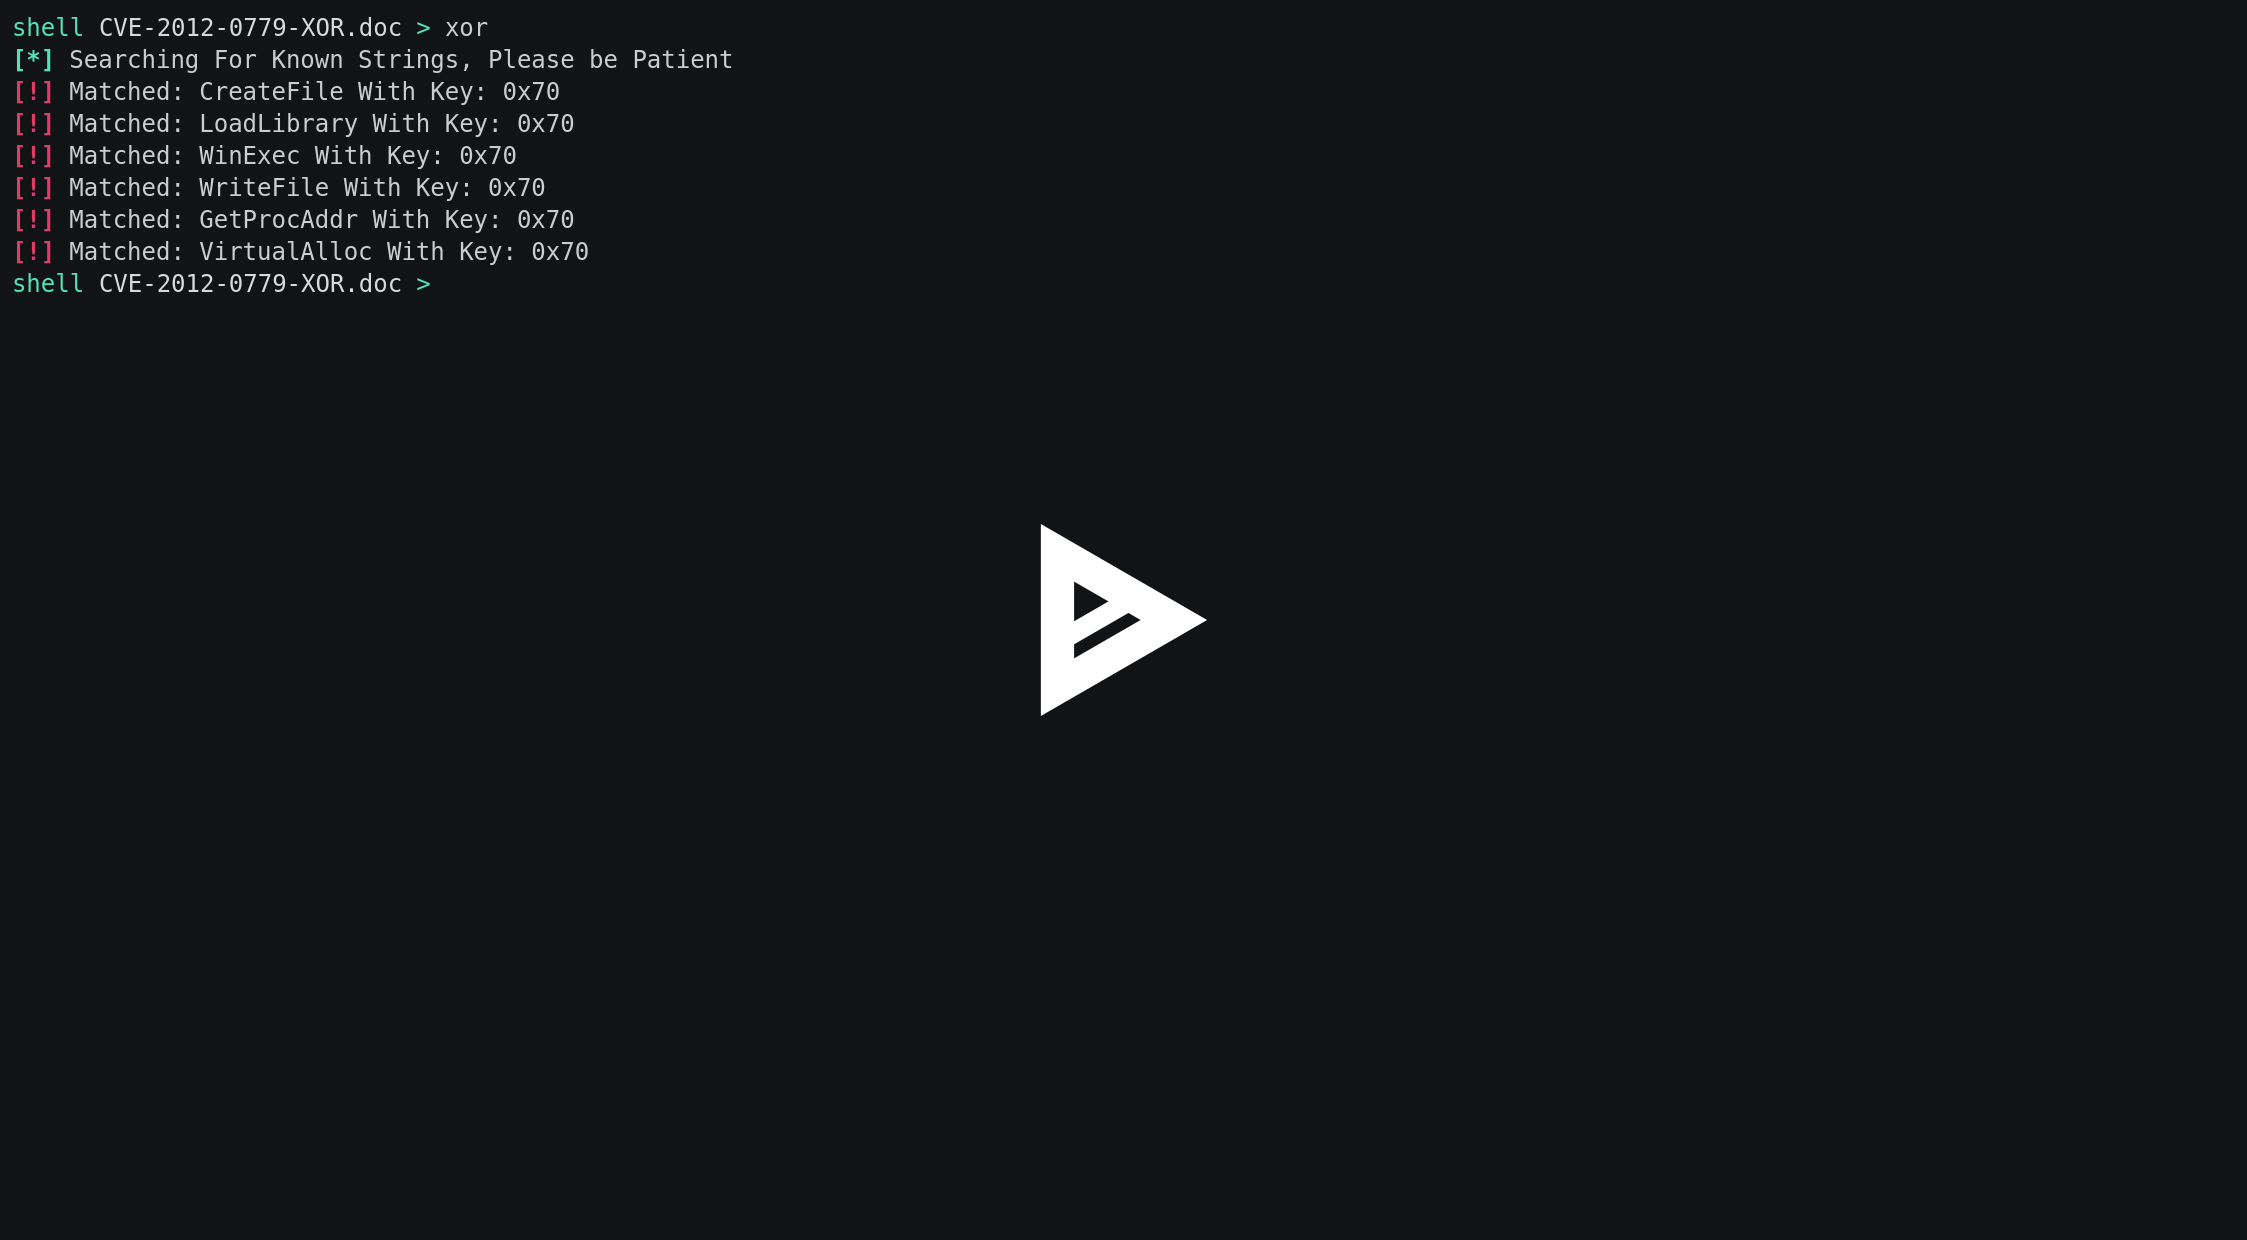 shell CVE-2012-0779-XOR.doc > xor
[*] Searching For Known Strings, Please be Patient
[!] Matched: CreateFile With Key: 0x70
[!] Matched: LoadLibrary With Key: 0x70
[!] Matched: WinExec With Key: 0x70
[!] Matched: WriteFile With Key: 0x70
[!] Matched: GetProcAddr With Key: 0x70
[!] Matched: VirtualAlloc With Key: 0x70
shell CVE-2012-0779-XOR.doc >